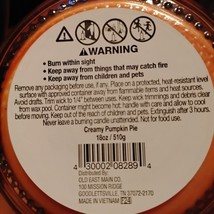 WARNING
• Burn within sight
• Keep away from things that may catch fire
• Keep away from children and pets
Remove any packaging before use, if any. Place on a protected, heat-resistant level
surface with approved container away from flammable items and heat sources.
Avoid drafts. Trim wick to 1/4" before uses. Keep wick trimmings and debris clear
from wax pool. Container might become hot; handle with care and allow to cool before
moving. Keep out of the reach of children and pets. Extinguish after 3 hours.
Never leave a burning candle unattended. Not for food use.
Creamy Pumpkin Pie
18oz / 510g
4 30000 08289 4
Distributed By:
OLD EAST MAIN CO.
100 MISSION RIDGE
GOODLETTSVILLE, TN 37072-2170
MADE IN VIETNAM